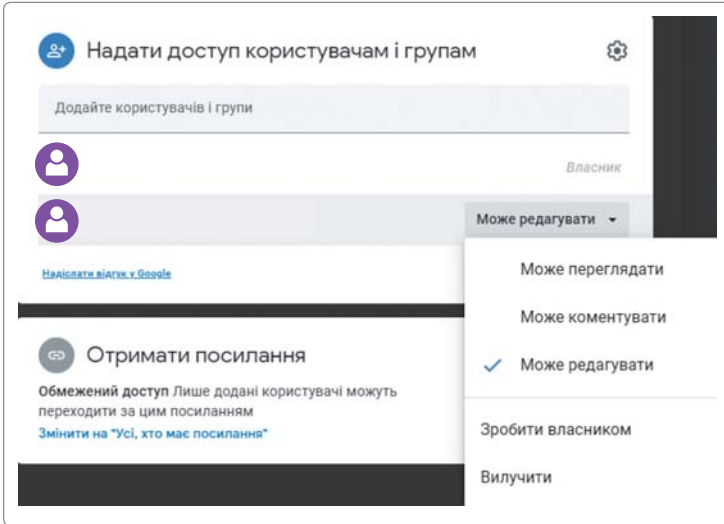 Надати доступ користувачам і групам
Додайте користувачів і групи
Власник
Може редагувати
Може переглядати
Може коментувати
Може редагувати
Зробити власником
Вилучити
Надіслати відгук у Google
Отримати посилання
Обмежений доступ Лише додані користувачі можуть
переходити за цим посиланням
Змінити на "Усі, хто має посилання"